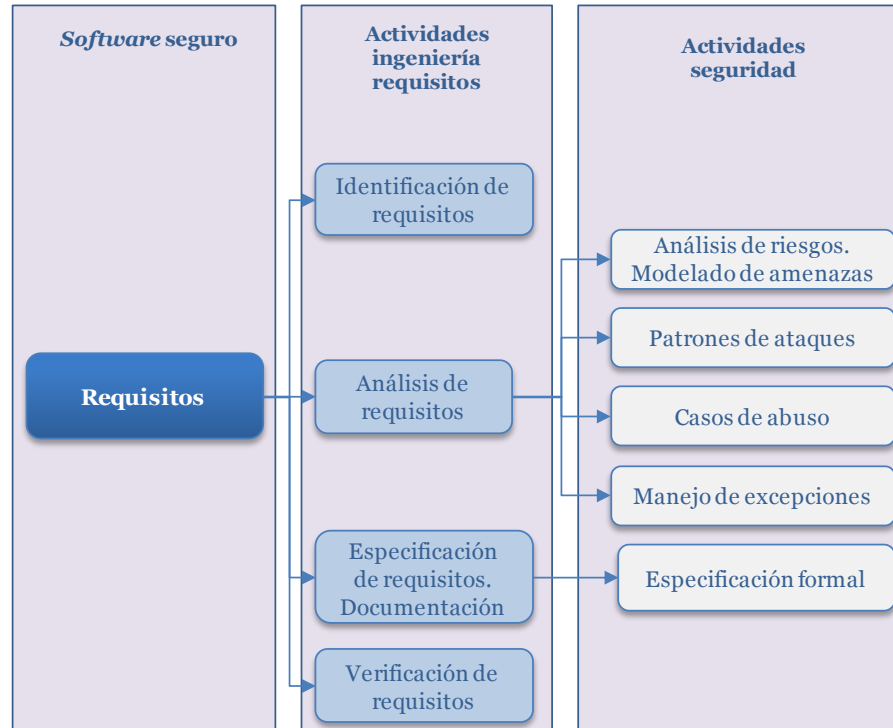 Software seguro
Actividades
ingeniería
requisitos
Actividades
seguridad
Requisitos
Identificación de
requisitos
Análisis de
requisitos
Especificación
de requisitos.
Documentación
Verificación de
requisitos
Análisis de riesgos.
Modelado de amenazas
Patrones de ataques
Casos de abuso
Manejo de excepciones
Especificación formal